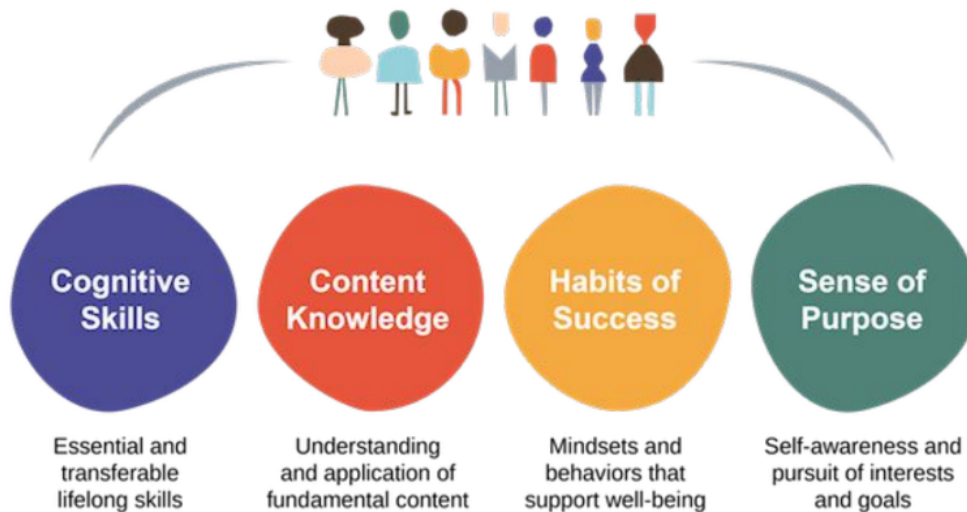 Cognitive
Skills
Content
Knowledge
Habits of
Success
Sense of
Purpose
Essential and
transferable
lifelong skills
Understanding
and application of
fundamental content
Mindsets and
behaviors that
support well-being
Self-awareness and
pursuit of interests
and goals